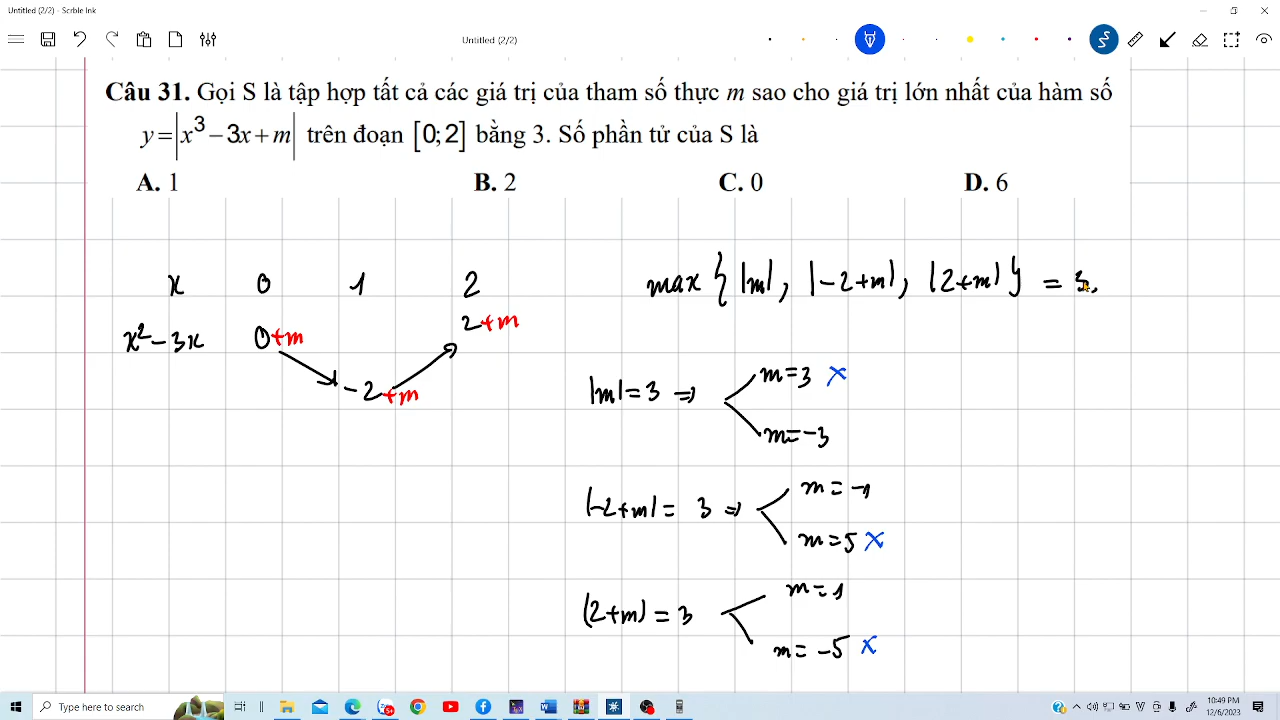 Untitled (2/2) - Scrble Ink
Untitled (2/2)
Câu 31. Gọi S là tập hợp tất cả các giá trị của tham số thực m sao cho giá trị lớn nhất của hàm số
y=|x³−3x+m| trên đoạn [0;2] bằng 3. Số phần tử của S là
A. 1 B. 2 C. 0 D. 6
x 0 1 2
x²−3x 0+m −2+m 2+m
max { |m|, |−2+m|, |2+m| } = 3.
|m|=3 ⇒ m=3 x
m=−3
|−2+m|= 3 ⇒ m=−1
m=5 x
(2+m)=3 m=1
m=−5 x
Type here to search
10:49 PM
12/6/2023